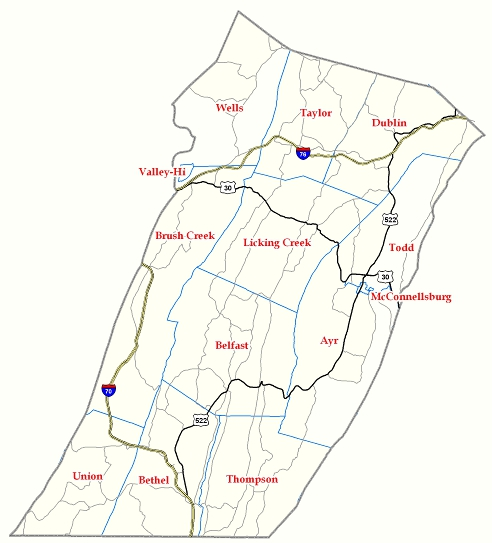 Wells
Taylor
Dublin
76
Valley-Hi
30
522
Brush Creek
Licking Creek
Todd
30
McConnellsburg
Belfast
Ayr
70
522
Union
Bethel
Thompson